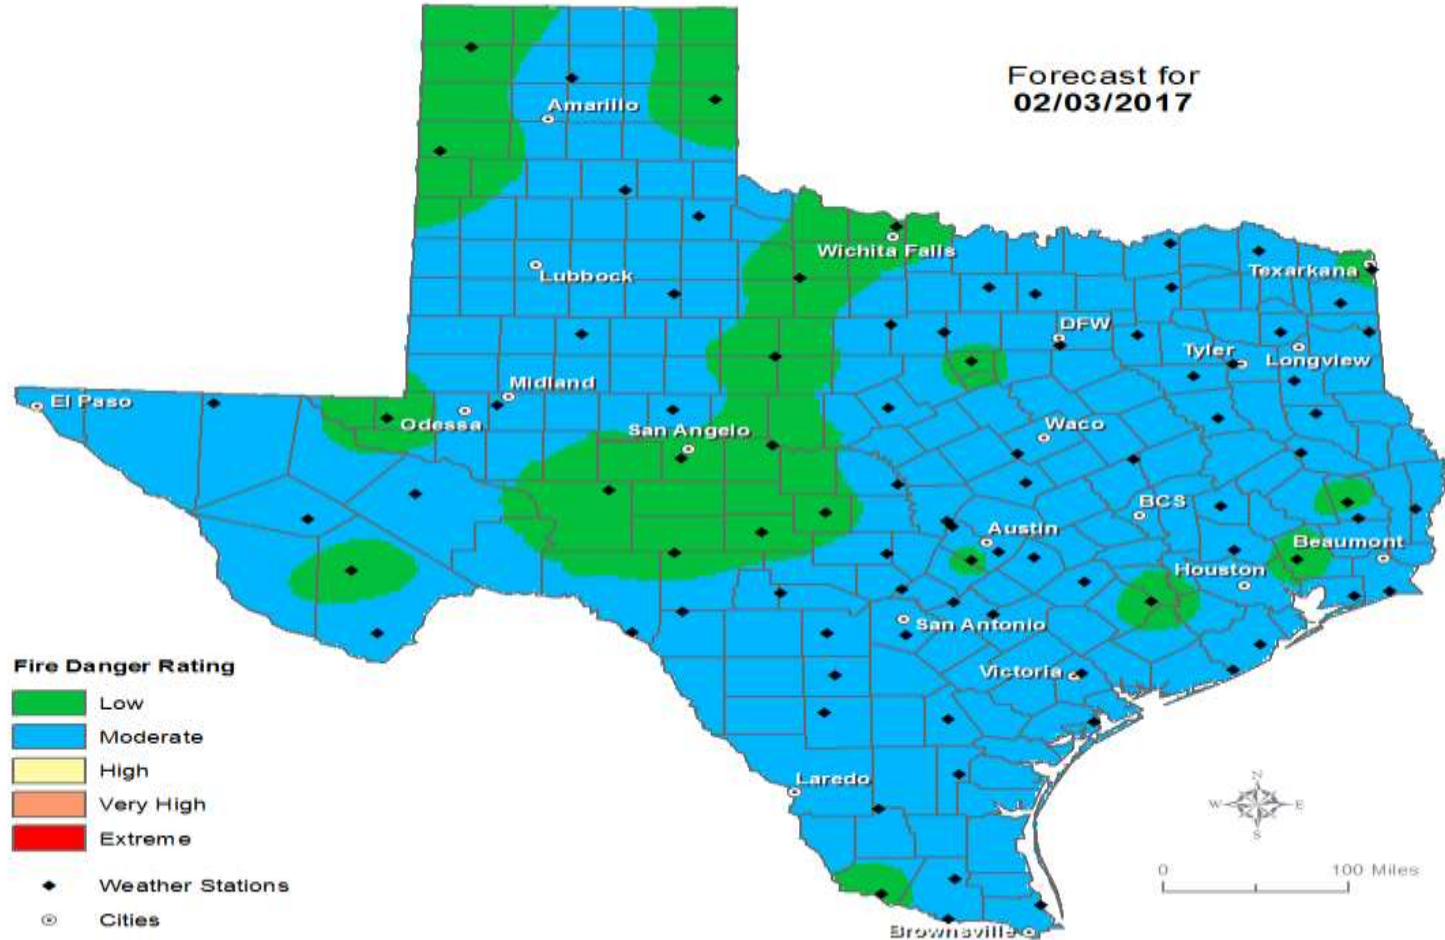 Forecast for
02/03/2017
Amarillo
Wichita Falls
Lubbock
Texarkana
DFW
Tyler
Longview
Midland
El Paso
Odessa
San Angelo
Waco
BCS
Austin
Beaumont
Houston
San Antonio
Victoria
Laredo
Brownsville
Fire Danger Rating
Low
Moderate
High
Very High
Extreme
Weather Stations
Cities
N
W E
S
0 100 Miles